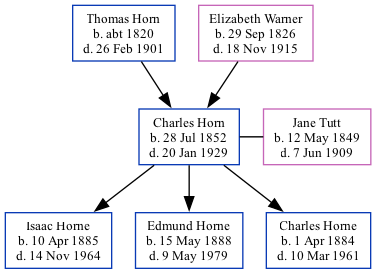 Thomas Horn
b. abt 1820
d. 26 Feb 1901
Elizabeth Warner
b. 29 Sep 1826
d. 18 Nov 1915
Charles Horn
b. 28 Jul 1852
d. 20 Jan 1929
Jane Tutt
b. 12 May 1849
d. 7 Jun 1909
Isaac Horne
b. 10 Apr 1885
d. 14 Nov 1964
Edmund Horne
b. 15 May 1888
d. 9 May 1979
Charles Horne
b. 1 Apr 1884
d. 10 Mar 1961